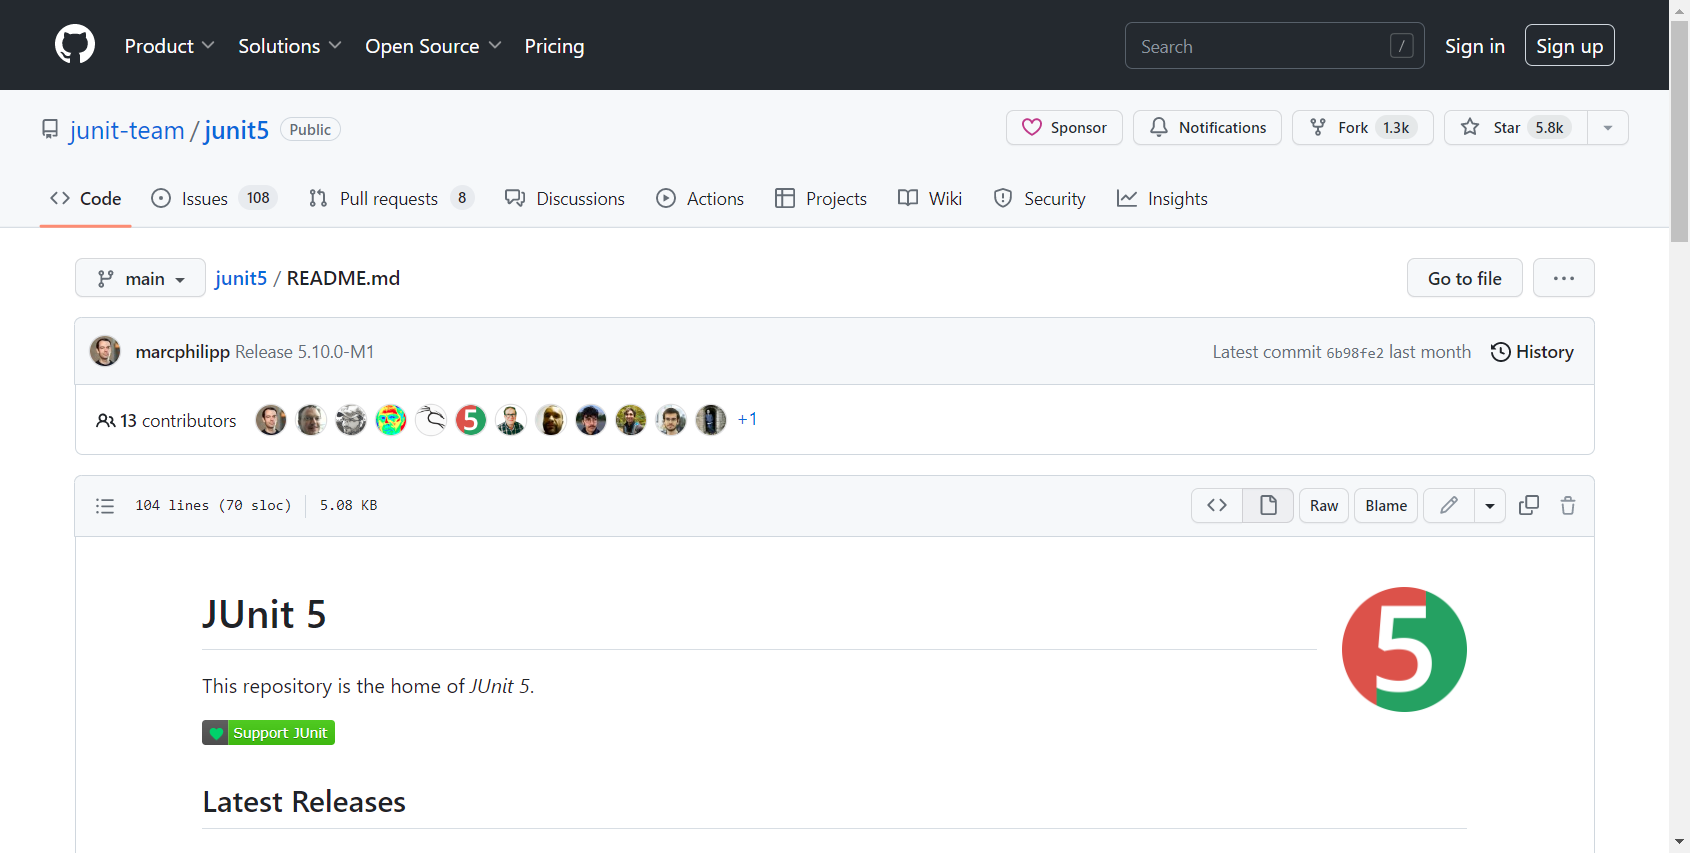 Product Solutions Open Source Pricing Search / Sign in Sign up
junit-team / junit5 Public Sponsor Notifications Fork 1.3k Star 5.8k
Code Issues 108 Pull requests 8 Discussions Actions Projects Wiki Security Insights
main junit5 / README.md Go to file ...
marcphilipp Release 5.10.0-M1 Latest commit 6b98fe2 last month History
13 contributors 5 +1
104 lines (70 sloc) 5.08 KB <> Raw Blame
JUnit 5 5
This repository is the home of JUnit 5.
Support JUnit
Latest Releases